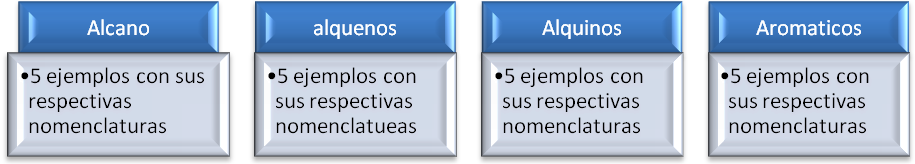 Alcano
•5 ejemplos con sus
respectivas
nomenclaturas
alquenos
•5 ejemplos con
sus respectivas
nomenclatueas
Alquinos
•5 ejemplos con
sus respectivas
nomenclaturas
Aromaticos
•5 ejemplos con
sus respectivas
nomenclaturas